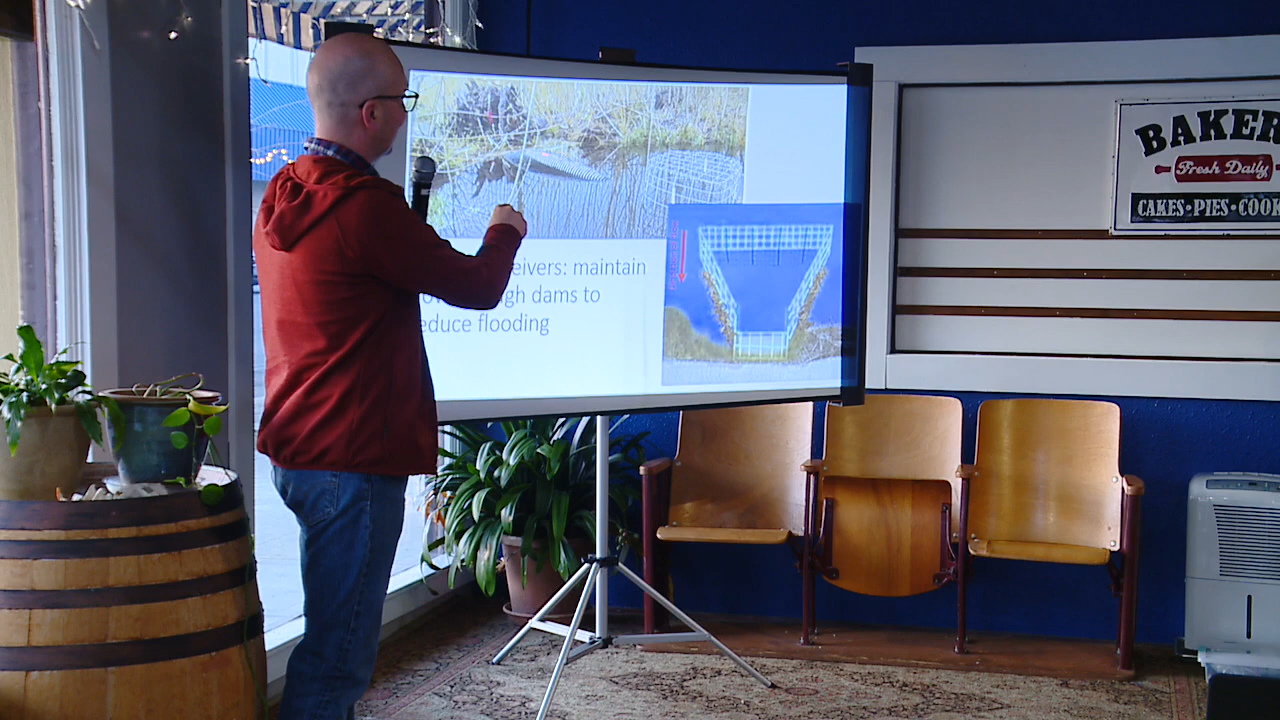 eivers: maintain
gh dams to
educe flooding
BAKER
Fresh Daily
CAKES•PIES•COOK